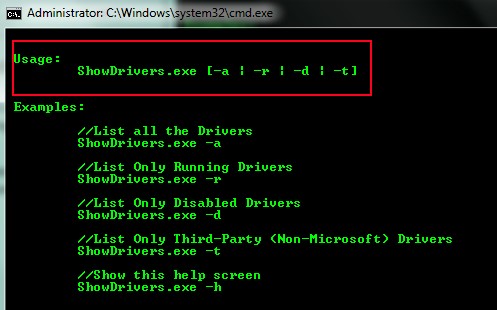 Administrator: C:\Windows\system32\cmd.exe
Usage:
ShowDrivers.exe [-a ¦ -r ¦ -d ¦ -t]
Examples:
//List all the Drivers
ShowDrivers.exe -a
//List Only Running Drivers
ShowDrivers.exe -r
//List Only Disabled Drivers
ShowDrivers.exe -d
//List Only Third-Party (Non-Microsoft) Drivers
ShowDrivers.exe -t
//Show this help screen
ShowDrivers.exe -h